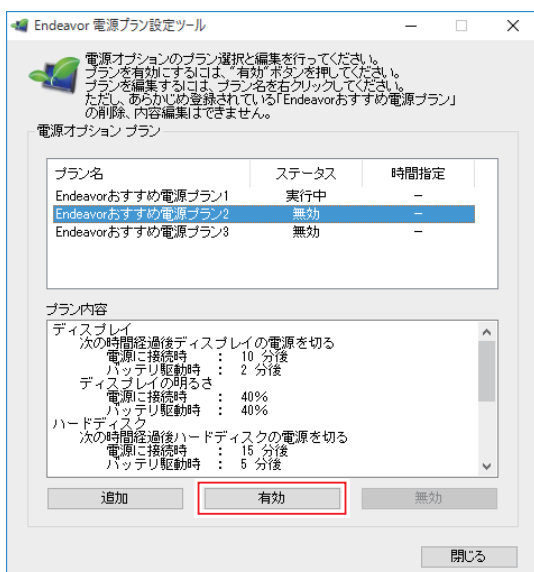 Endeavor 電源プラン設定ツール
電源オプションのプラン選択と編集を行ってください。
プランを有効にするには、"有効"ボタンを押してください。
プランを編集するには、プラン名を右クリックしてください。
ただし、あらかじめ登録されている「Endeavorおすすめ電源プラン」
の削除、内容編集はできません。
電源オプション プラン
プラン名 ステータス 時間指定
Endeavorおすすめ電源プラン1 実行中 −
Endeavorおすすめ電源プラン2 無効 −
Endeavorおすすめ電源プラン3 無効 −
プラン内容
ディスプレイ
次の時間経過後ディスプレイの電源を切る
電源に接続時 : 10 分後
バッテリ駆動時 : 2 分後
ディスプレイの明るさ
電源に接続時 : 40%
バッテリ駆動時 : 40%
ハードディスク
次の時間経過後ハードディスクの電源を切る
電源に接続時 : 15 分後
バッテリ駆動時 : 5 分後
追加 有効 無効
閉じる